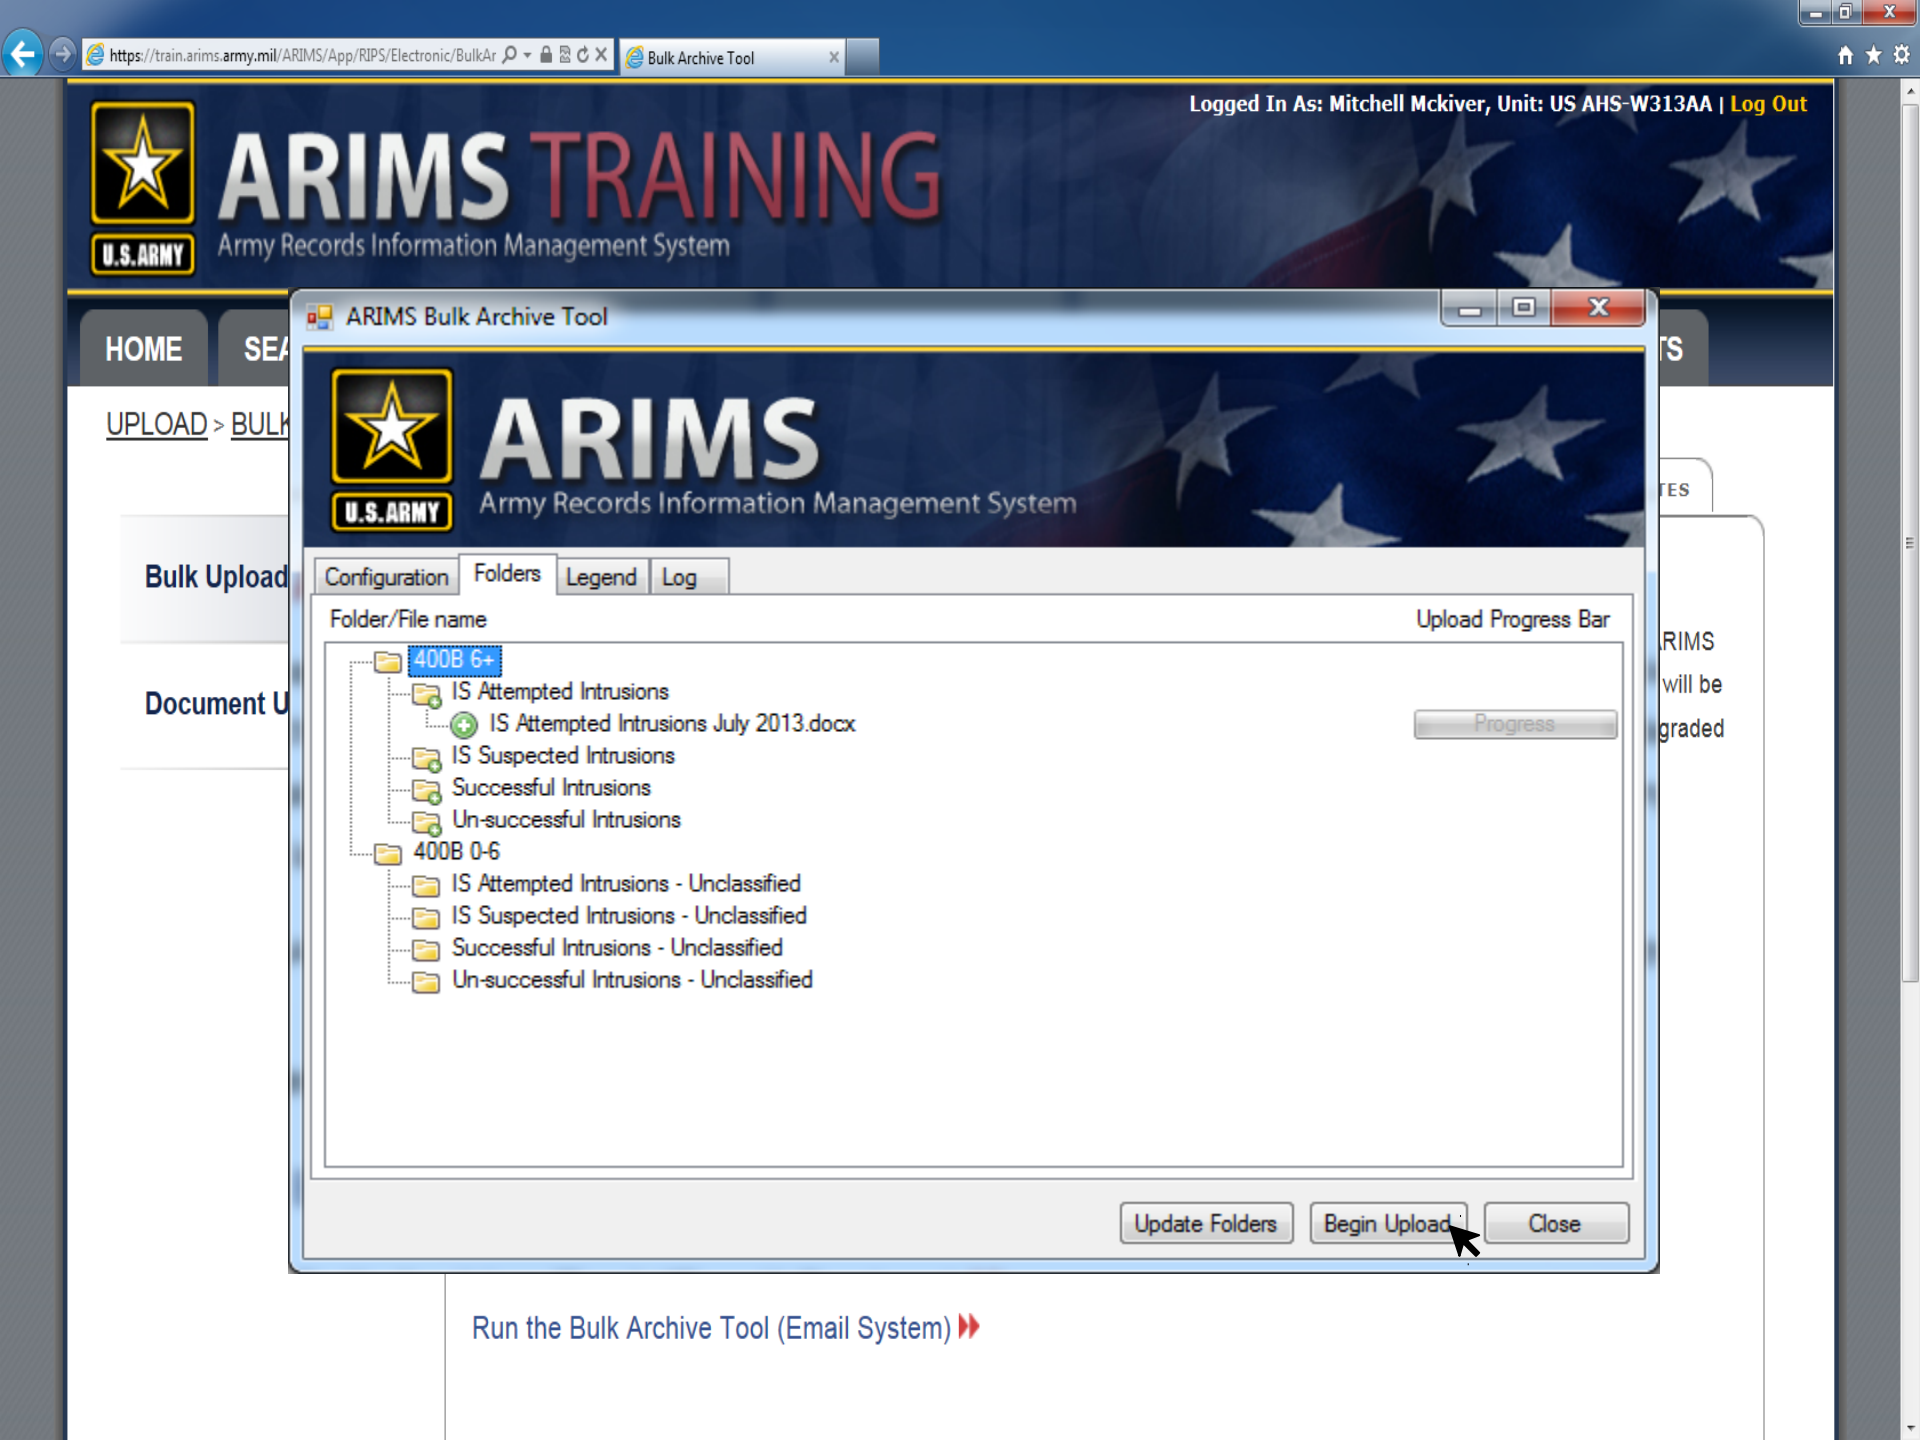 https://train.arims.army.mil/ARIMS/App/RIPS/Electronic/BulkAr
Bulk Archive Tool
Logged In As: Mitchell Mckiver, Unit: US AHS-W313AA | Log Out
ARIMS TRAINING
Army Records Information Management System
U.S.ARMY
ARIMS Bulk Archive Tool
HOME
SEA
TS
ARIMS
Army Records Information Management System
U.S.ARMY
UPLOAD > BULK
TES
Configuration
Folders
Legend
Log
Bulk Upload
Folder/File name
Upload Progress Bar
400B 6+
IS Attempted Intrusions
IS Attempted Intrusions July 2013.docx
Progress
IS Suspected Intrusions
Successful Intrusions
Un-successful Intrusions
400B 0-6
IS Attempted Intrusions - Unclassified
IS Suspected Intrusions - Unclassified
Successful Intrusions - Unclassified
Un-successful Intrusions - Unclassified
Document U
RIMS
will be
graded
Update Folders
Begin Upload
Close
Run the Bulk Archive Tool (Email System)